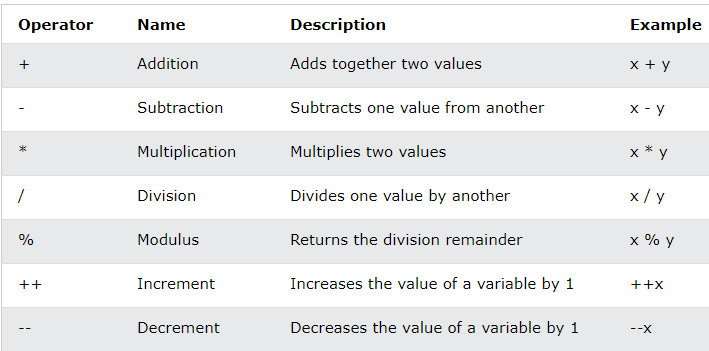 Operator Name Description Example
+ Addition Adds together two values x + y
- Subtraction Subtracts one value from another x - y
* Multiplication Multiplies two values x * y
/ Division Divides one value by another x / y
% Modulus Returns the division remainder x % y
++ Increment Increases the value of a variable by 1 ++x
-- Decrement Decreases the value of a variable by 1 --x